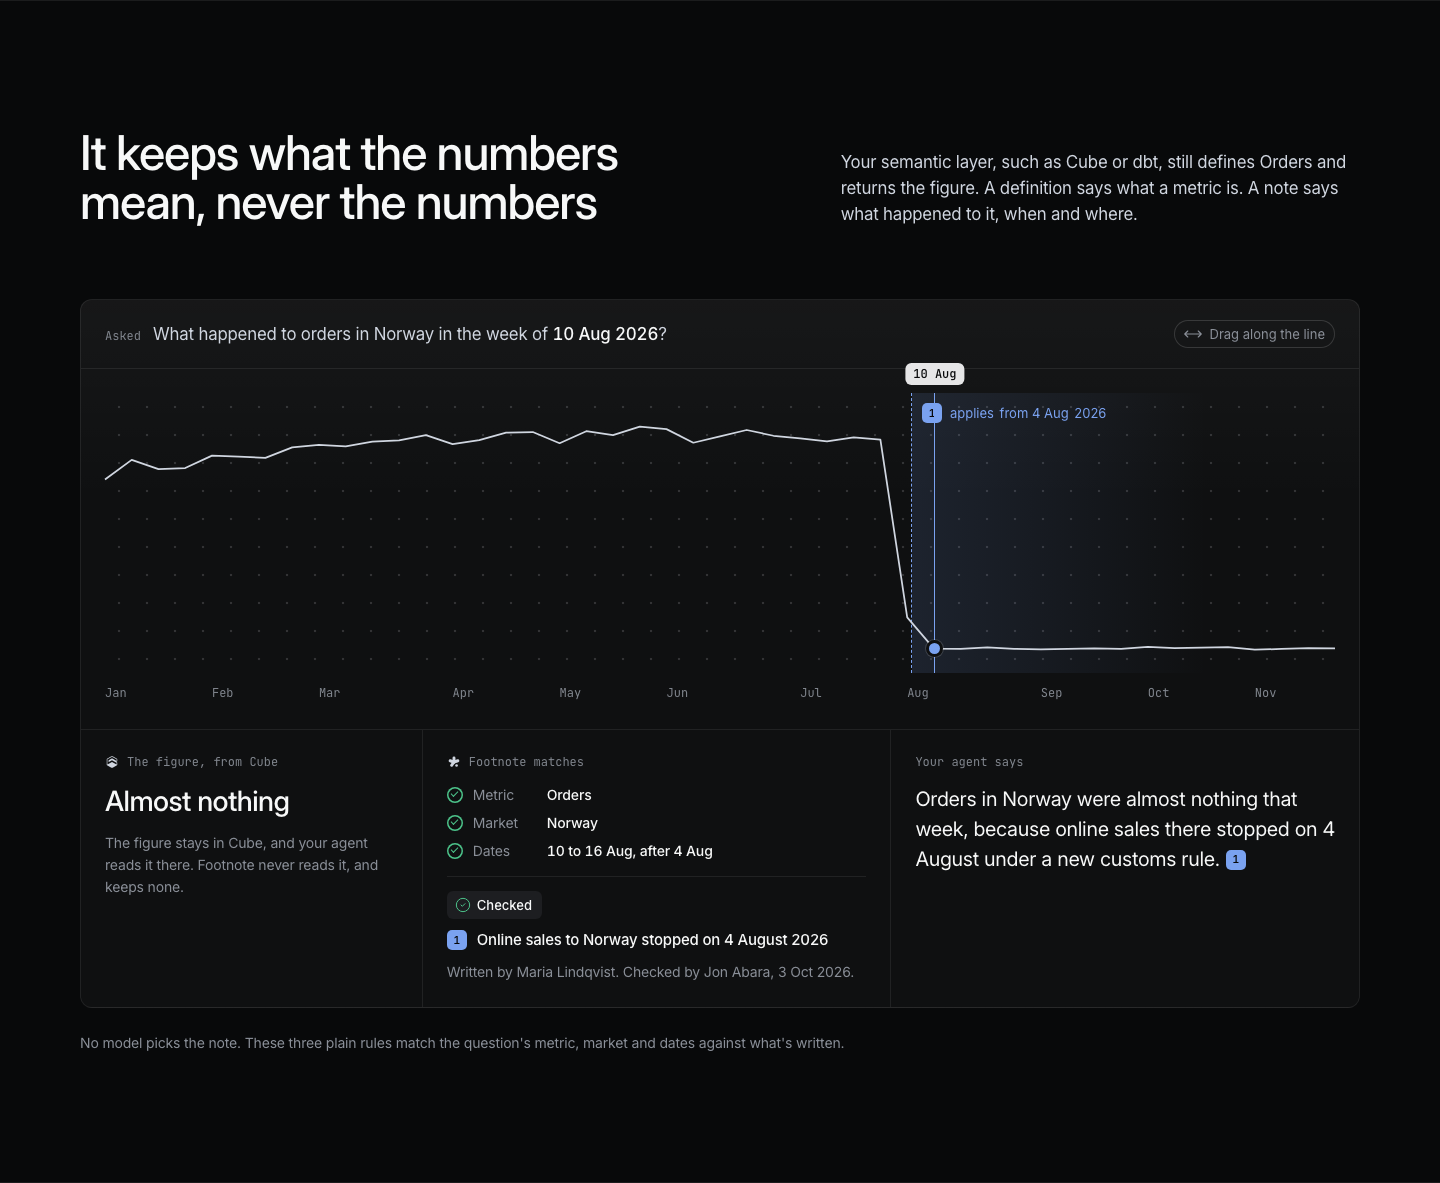 It keeps what the numbers
mean, never the numbers
Your semantic layer, such as Cube or dbt, still defines Orders and
returns the figure. A definition says what a metric is. A note says
what happened to it, when and where.
Asked What happened to orders in Norway in the week of 10 Aug 2026?
Drag along the line
10 Aug
1 applies from 4 Aug 2026
Jan Feb Mar Apr May Jun Jul Aug Sep Oct Nov
The figure, from Cube
Almost nothing
The figure stays in Cube, and your agent
reads it there. Footnote never reads it, and
keeps none.
Footnote matches
Metric Orders
Market Norway
Dates 10 to 16 Aug, after 4 Aug
Checked
1 Online sales to Norway stopped on 4 August 2026
Written by Maria Lindqvist. Checked by Jon Abara, 3 Oct 2026.
Your agent says
Orders in Norway were almost nothing that
week, because online sales there stopped on 4
August under a new customs rule. 1
No model picks the note. These three plain rules match the question's metric, market and dates against what's written.